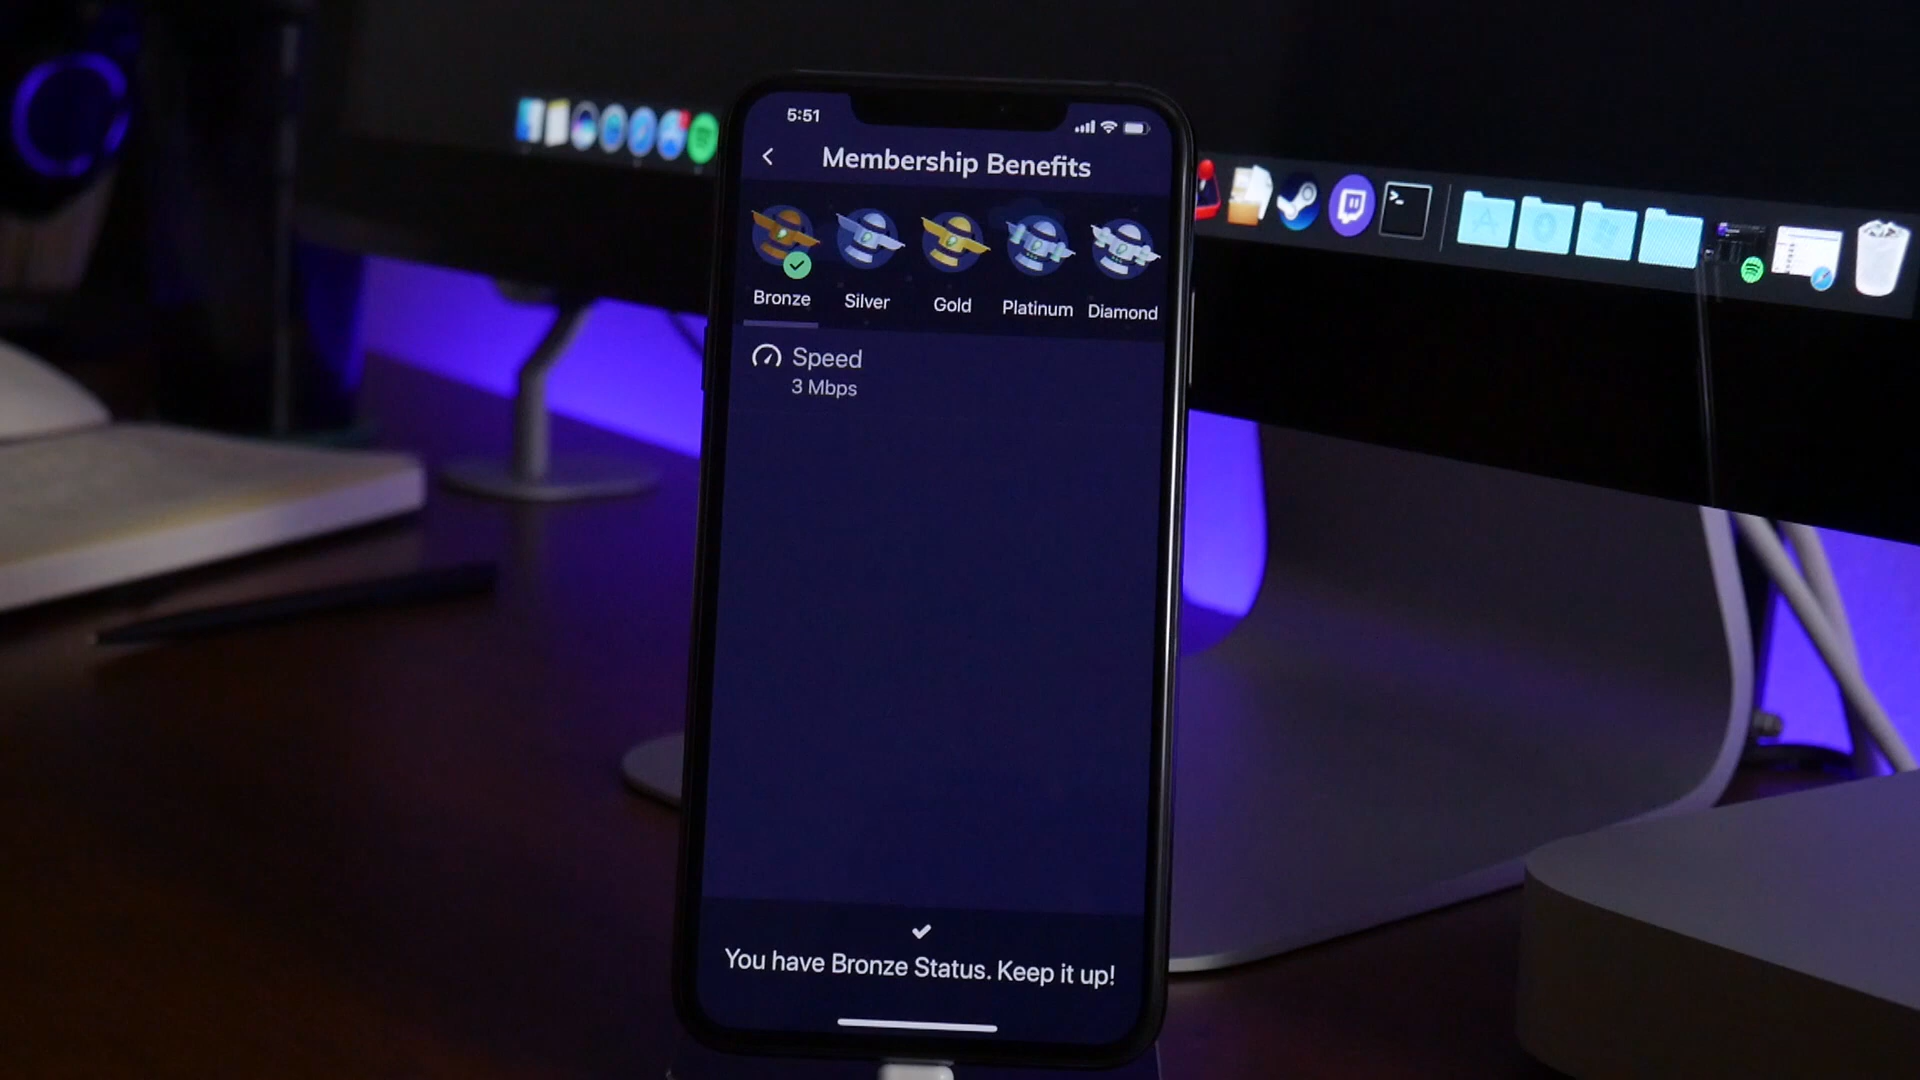 5:51
Membership Benefits
Bronze
Silver
Gold
Platinum
Diamond
Speed
3 Mbps
You have Bronze Status. Keep it up!